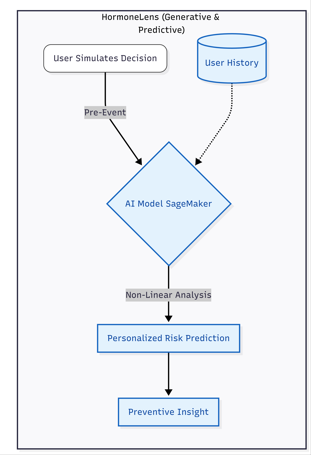 HormoneLens (Generative &
Predictive)
User Simulates Decision
User History
Pre-Event
AI Model SageMaker
Non-Linear Analysis
Personalized Risk Prediction
Preventive Insight